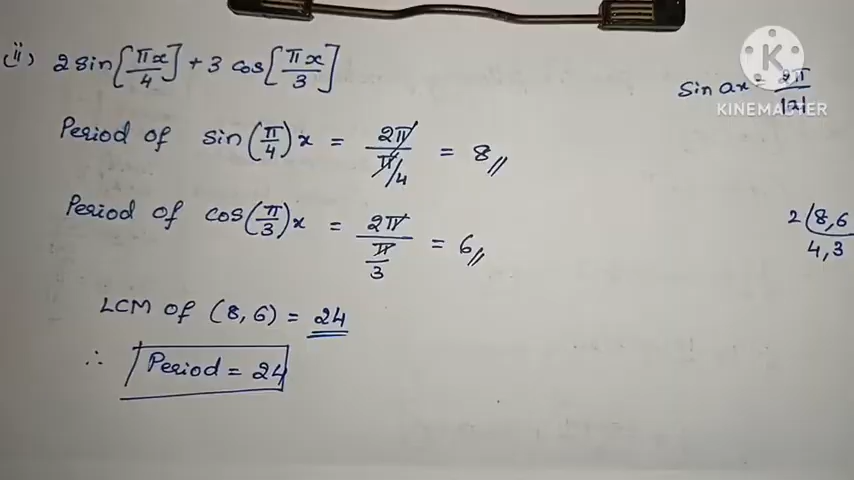 (ii) 2 sin[πx/4] + 3 cos[πx/3]
Sin ax = 2π/|a|
KINEMASTER
Period of sin(π/4)x = 2π/(π/4) = 8//
Period of cos(π/3)x = 2π/(π/3) = 6//
2 (8,6
4,3
LCM of (8,6) = 24
∴ Period = 24